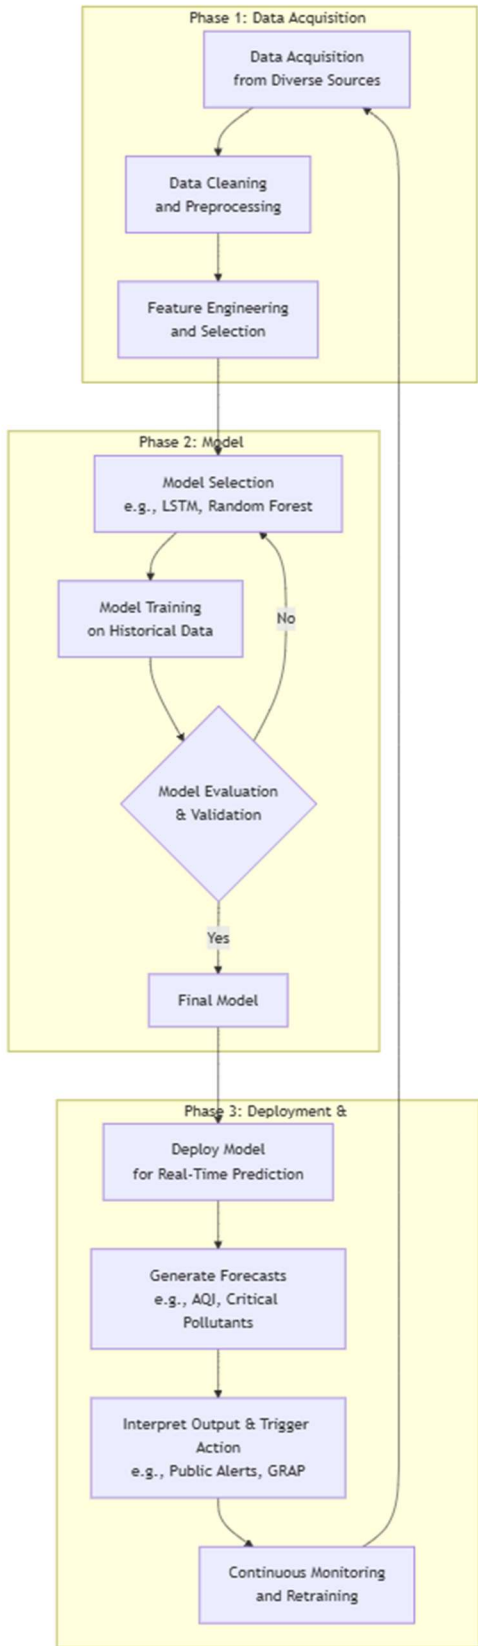 Phase 1: Data Acquisition
Data Acquisition
from Diverse Sources
Data Cleaning
and Preprocessing
Feature Engineering
and Selection
Phase 2: Model
Model Selection
e.g., LSTM, Random Forest
Model Training
on Historical Data
No
Model Evaluation
& Validation
Yes
Final Model
Phase 3: Deployment &
Deploy Model
for Real-Time Prediction
Generate Forecasts
e.g., AQI, Critical
Pollutants
Interpret Output & Trigger
Action
e.g., Public Alerts, GRAP
Continuous Monitoring
and Retraining